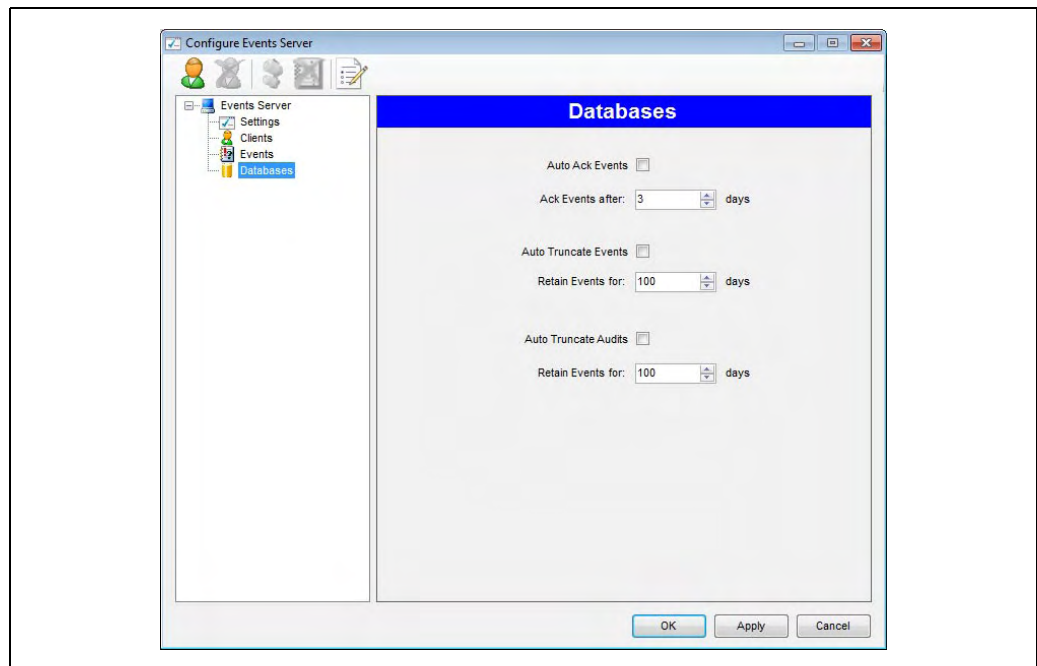 Configure Events Server
Events Server
Settings
Clients
Events
Databases
Databases
Auto Ack Events
Ack Events after: 3 days
Auto Truncate Events
Retain Events for: 100 days
Auto Truncate Audits
Retain Events for: 100 days
OK Apply Cancel